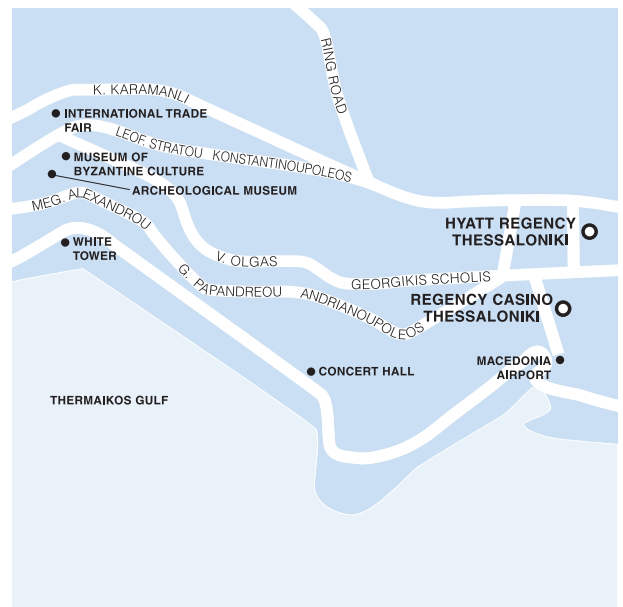 RING ROAD
K. KARAMANLI
INTERNATIONAL TRADE
FAIR
LEOF. STRATOU KONSTANTINOUPOLEOS
MUSEUM OF
BYZANTINE CULTURE
ARCHEOLOGICAL MUSEUM
MEG. ALEXANDROU
HYATT REGENCY
THESSALONIKI
WHITE
TOWER
V. OLGAS
GEORGIKIS SCHOLIS
G. PAPANDREOU
ANDRIANOUPOLEOS
REGENCY CASINO
THESSALONIKI
MACEDONIA
AIRPORT
CONCERT HALL
THERMAIKOS GULF